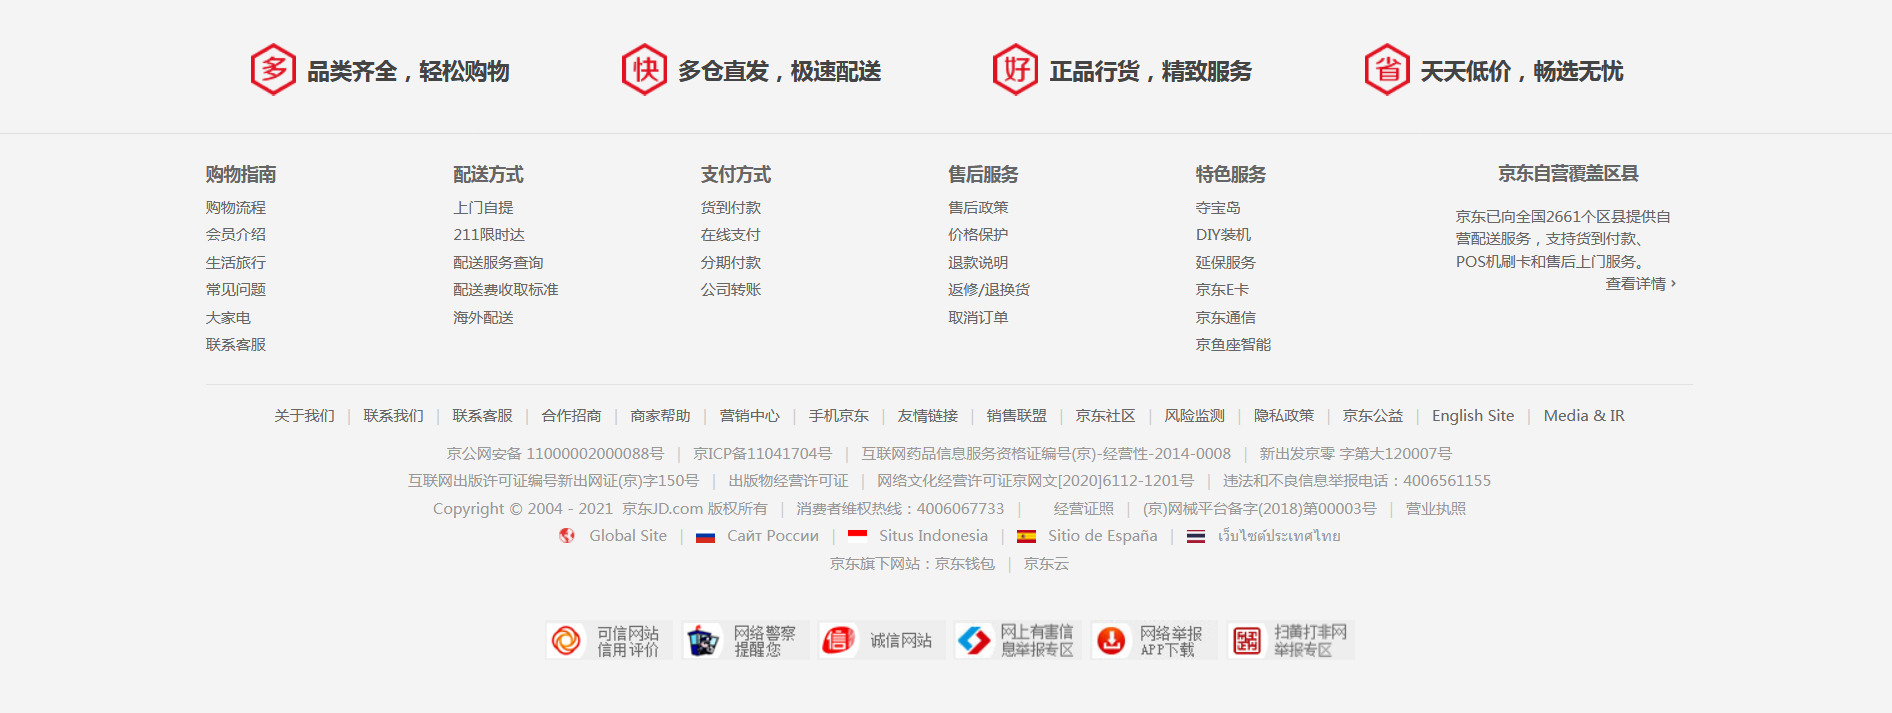 多 品类齐全，轻松购物
快 多仓直发，极速配送
好 正品行货，精致服务
省 天天低价，畅选无忧
购物指南
购物流程
会员介绍
生活旅行
常见问题
大家电
联系客服
配送方式
上门自提
211限时达
配送服务查询
配送费收取标准
海外配送
支付方式
货到付款
在线支付
分期付款
公司转账
售后服务
售后政策
价格保护
退款说明
返修/退换货
取消订单
特色服务
夺宝岛
DIY装机
延保服务
京东E卡
京东通信
京鱼座智能
京东自营覆盖区县
京东已向全国2661个区县提供自
营配送服务，支持货到付款、
POS机刷卡和售后上门服务。
查看详情 ›
关于我们 | 联系我们 | 联系客服 | 合作招商 | 商家帮助 | 营销中心 | 手机京东 | 友情链接 | 销售联盟 | 京东社区 | 风险监测 | 隐私政策 | 京东公益 | English Site | Media & IR
京公网安备 11000002000088号 | 京ICP备11041704号 | 互联网药品信息服务资格证编号(京)-经营性-2014-0008 | 新出发京零 字第大120007号
互联网出版许可证编号新出网证(京)字150号 | 出版物经营许可证 | 网络文化经营许可证京网文[2020]6112-1201号 | 违法和不良信息举报电话：4006561155
Copyright © 2004 - 2021 京东JD.com 版权所有 | 消费者维权热线：4006067733 | 经营证照 | (京)网械平台备字(2018)第00003号 | 营业执照
Global Site | Сайт России | Situs Indonesia | Sitio de España | เว็บไซต์ประเทศไทย
京东旗下网站：京东钱包 | 京东云
可信网站
信用评价
网络警察
提醒您
信 诚信网站
网上有害信
息举报专区
网络举报
APP下载
扫黄打非网
举报专区